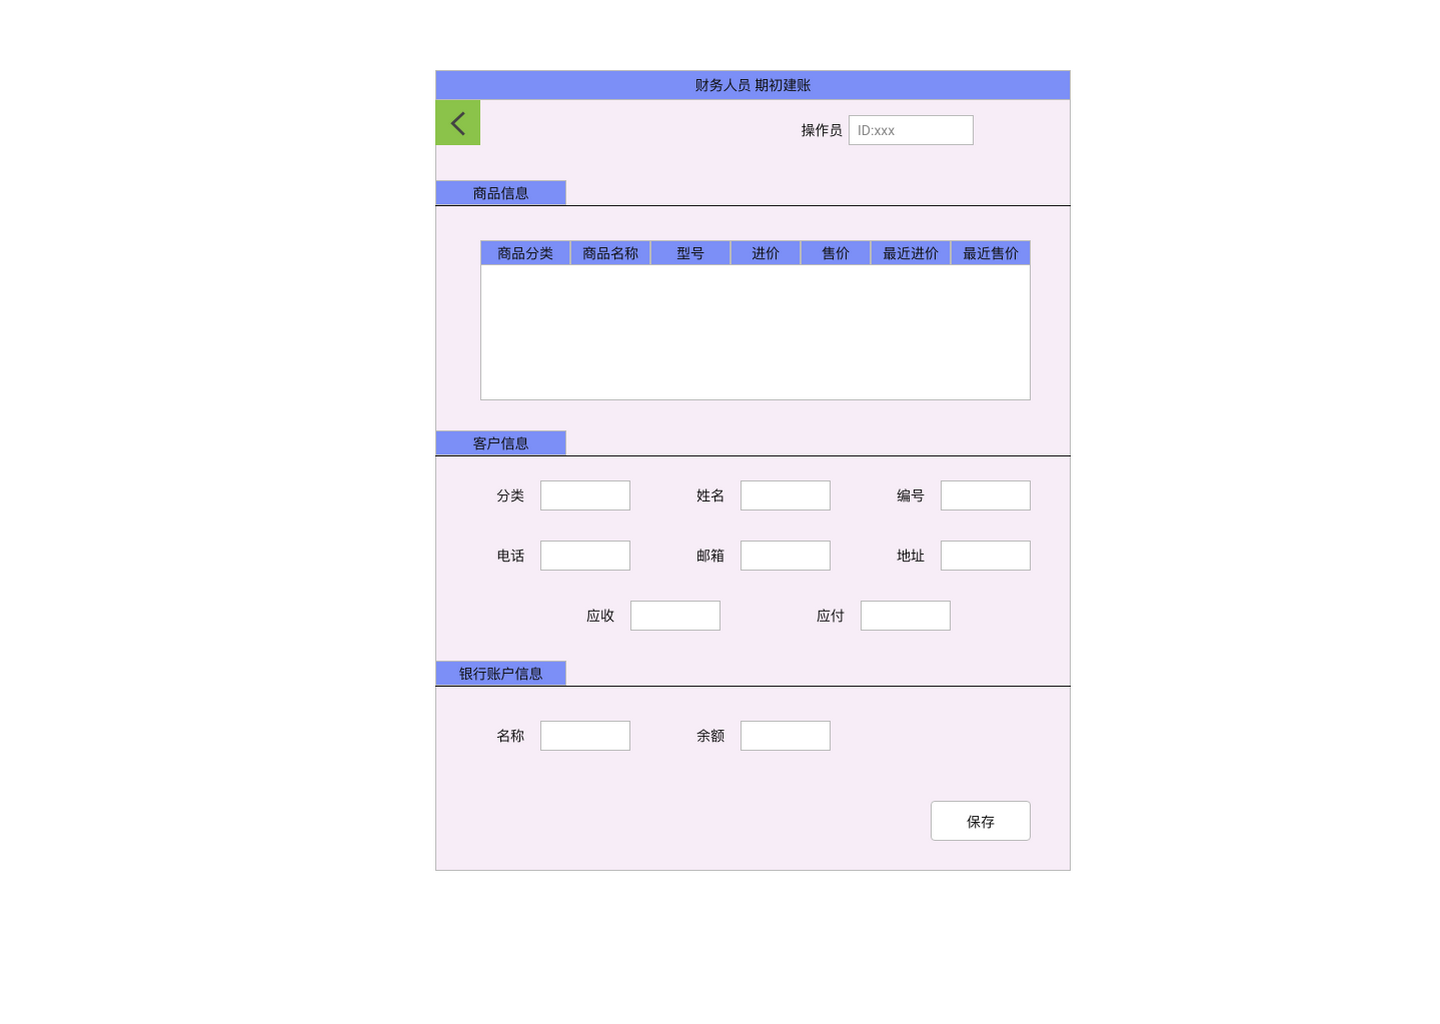 财务人员 期初建账
操作员 ID:xxx
商品信息
商品分类 商品名称 型号 进价 售价 最近进价 最近售价
客户信息
分类 姓名 编号
电话 邮箱 地址
应收 应付
银行账户信息
名称 余额
保存